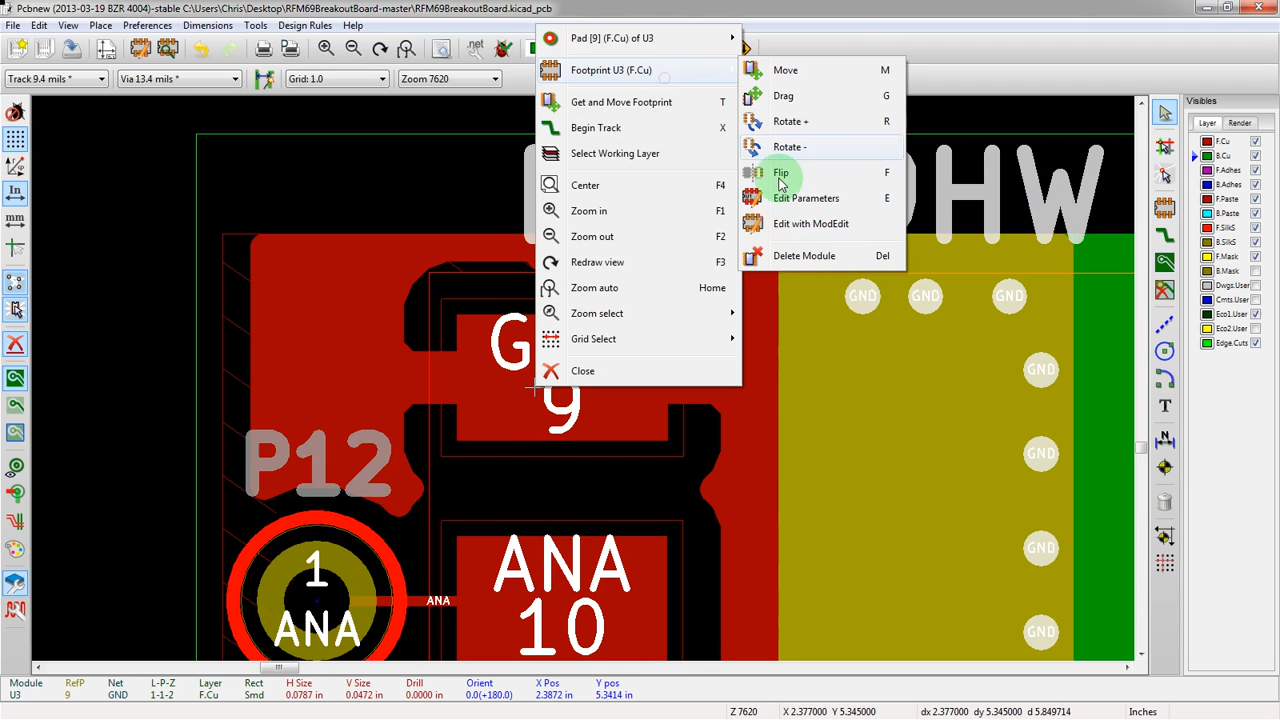 Pcbnew (2013-03-19 BZR 4004)-stable C:\Users\Chris\Desktop\RFM69BreakoutBoard-master\RFM69BreakoutBoard.kicad_pcb
File Edit View Place Preferences Tools Dimensions Design Rules Help
.net
Track 9.4 mils * Via 13.4 mils * Grid: 1.0 Zoom 7620
Pad [9] (F.Cu) of U3
Footprint U3 (F.Cu)
Get and Move Footprint T
Begin Track X
Select Working Layer
Center F4
Zoom in F1
Zoom out F2
Redraw view F3
Zoom auto Home
Zoom select
Grid Select
Close
Move M
Drag G
Rotate + R
Rotate -
Flip F
Edit Parameters E
Edit with ModEdit
Delete Module Del
Visibles
Layer Render
F.Cu
B.Cu
F.Adhes
B.Adhes
F.Paste
B.Paste
F.SilkS
B.SilkS
F.Mask
B.Mask
Dwgs.User
Cmts.User
Eco1.User
Eco2.User
Edge.Cuts
In
mm
HW
GND GND GND
GND
GND
GND
GND
G
9
P12
1
ANA
ANA
ANA
10
T
N
Module RefP Net L-P-Z Layer Rect H Size V Size Drill Orient X Pos Y pos
U3 9 GND 1-1-2 F.Cu Smd 0.0787 in 0.0472 in 0.0000 in 0.0(+180.0) 2.3872 in 5.3414 in
Z 7620 X 2.377000 Y 5.345000 dx 2.377000 dy 5.345000 d 5.849714 Inches